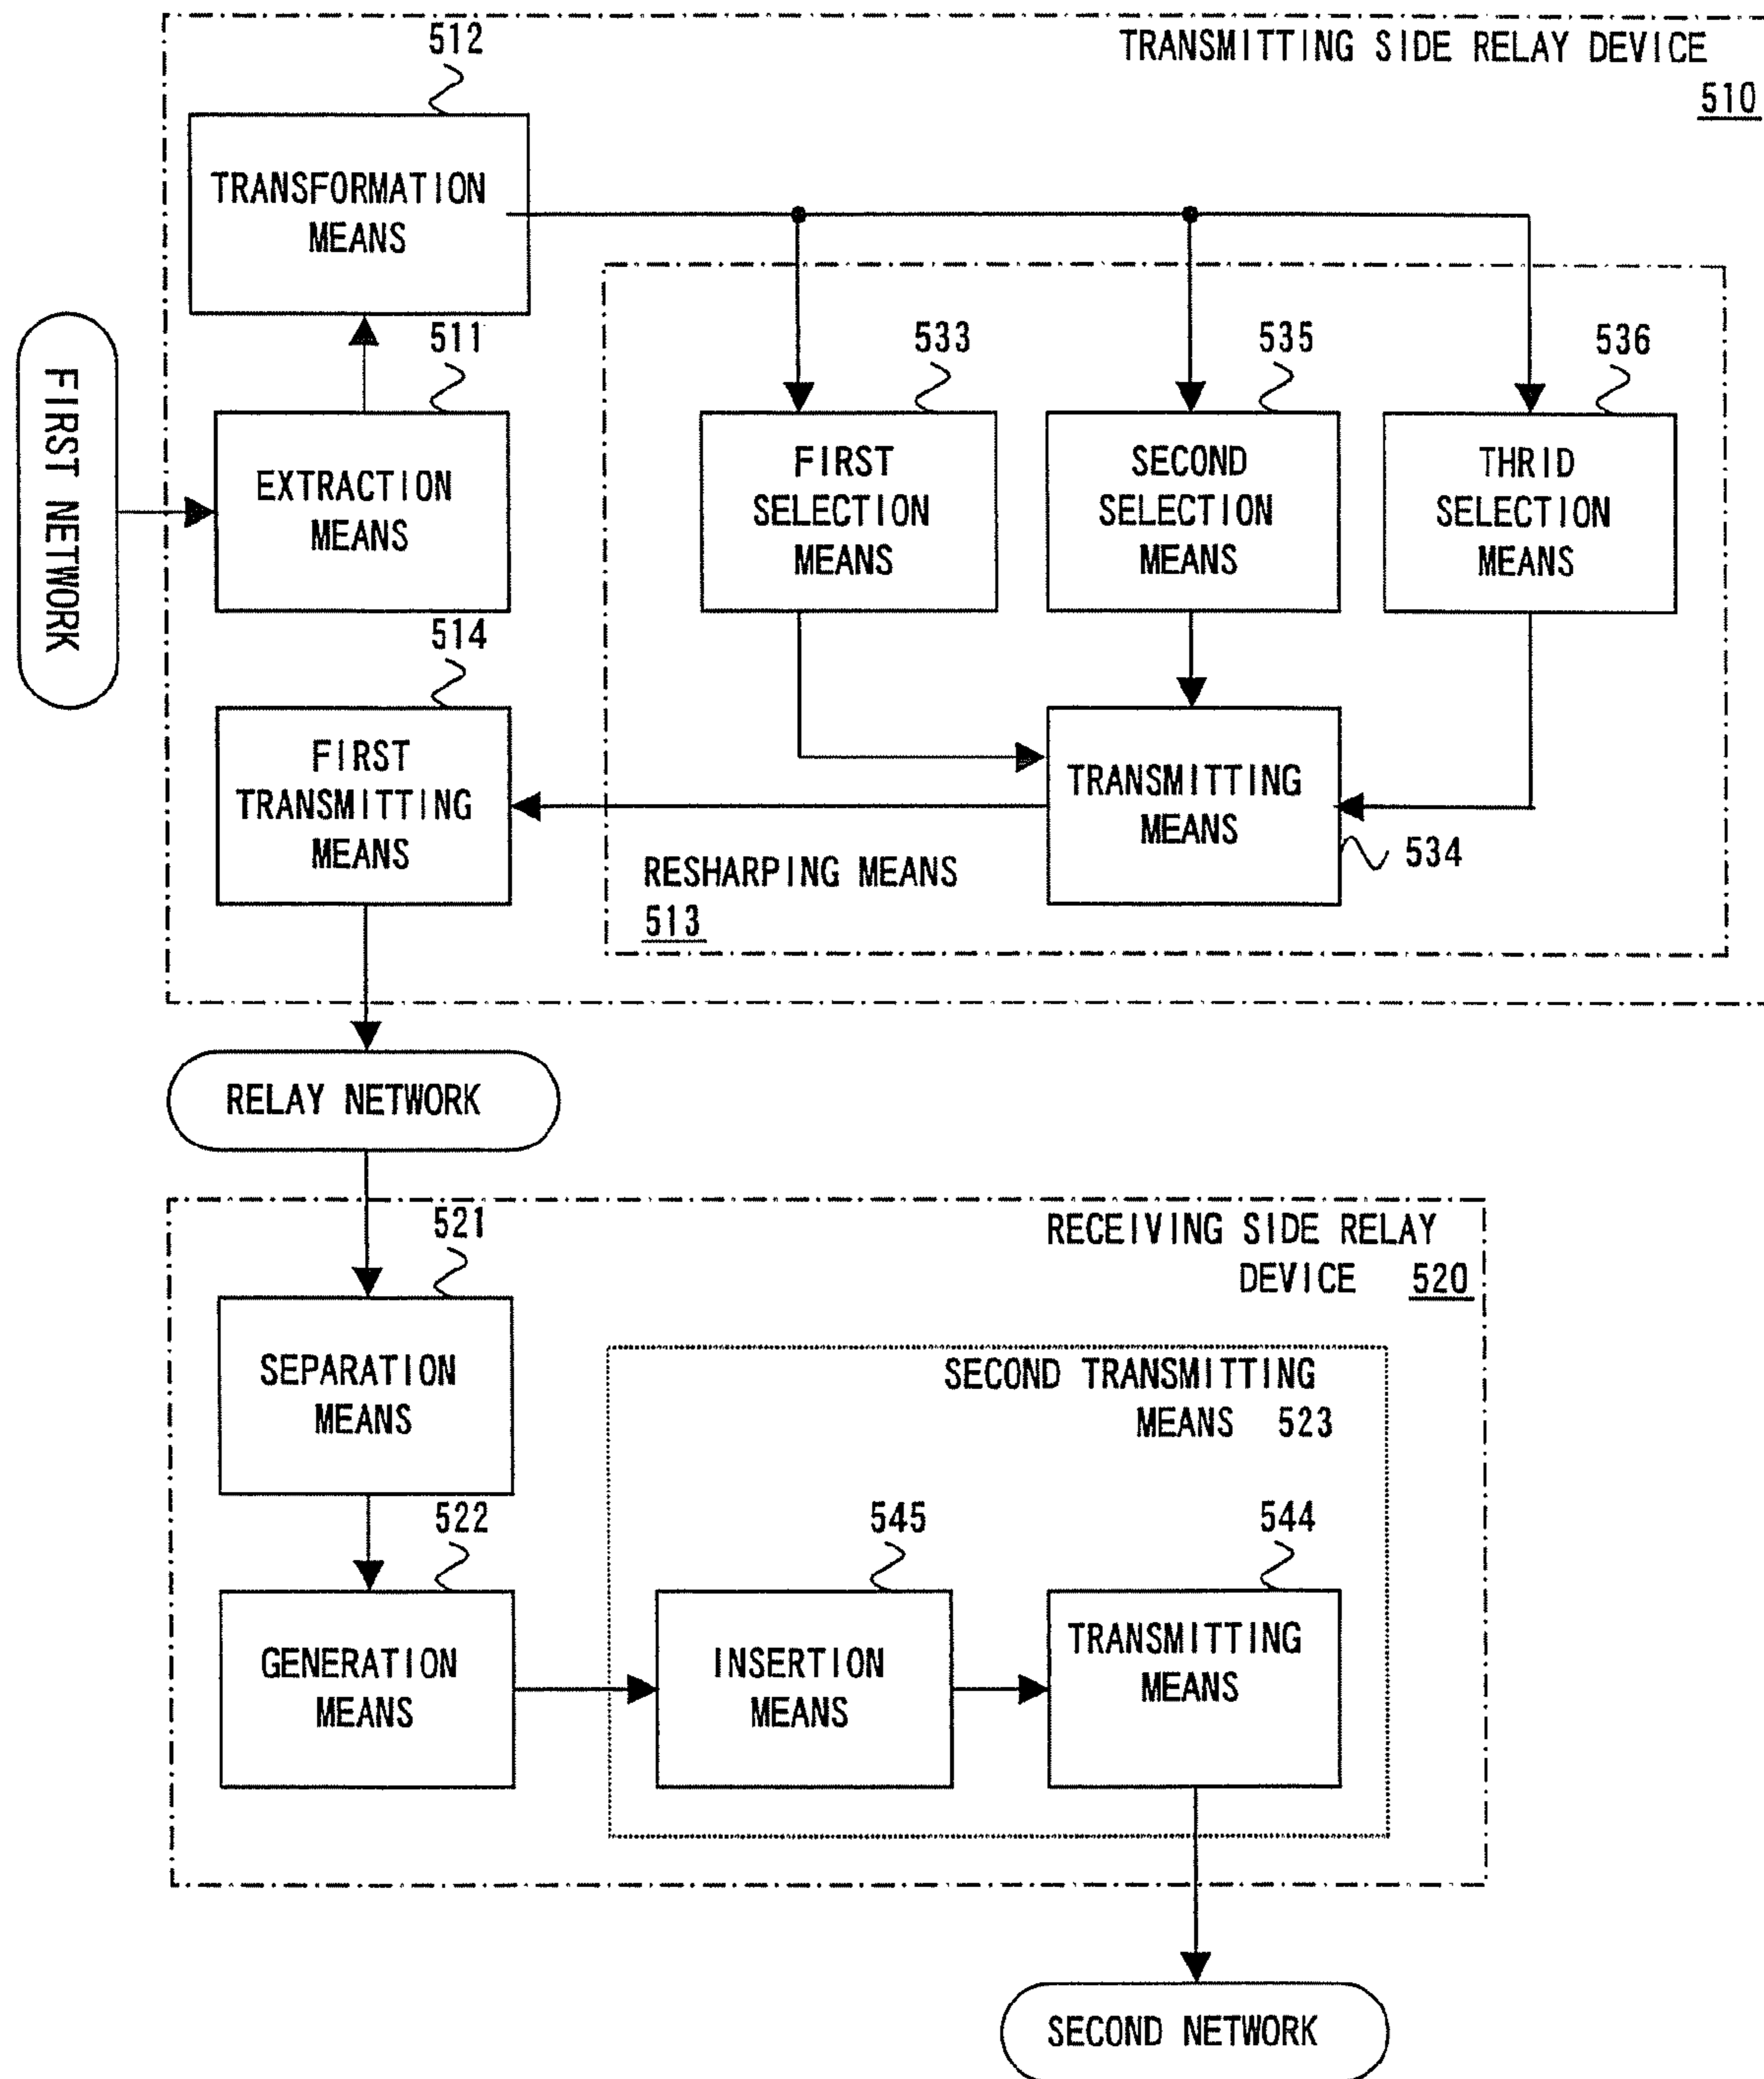 TRANSMITTING SIDE RELAY DEVICE
510
512
TRANSFORMATION
MEANS
FIRST NETWORK
511
EXTRACTION
MEANS
533
FIRST
SELECTION
MEANS
535
SECOND
SELECTION
MEANS
536
THRID
SELECTION
MEANS
514
FIRST
TRANSMITTING
MEANS
TRANSMITTING
MEANS
534
RESHARPING MEANS
513
RELAY NETWORK
RECEIVING SIDE RELAY
DEVICE 520
521
SEPARATION
MEANS
SECOND TRANSMITTING
MEANS 523
522
GENERATION
MEANS
545
INSERTION
MEANS
544
TRANSMITTING
MEANS
SECOND NETWORK